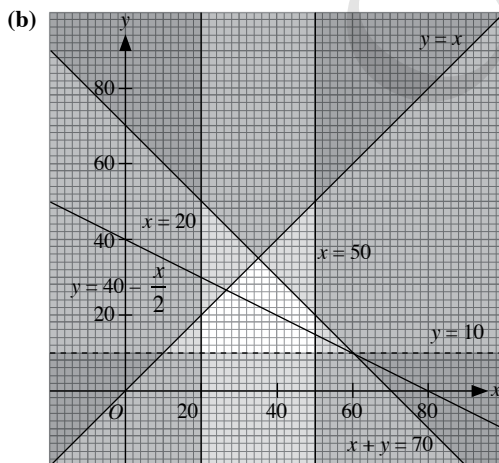 (b)
y
y = x
80
60
x = 20
40
x = 50
y = 40 – x/2
20
y = 10
O
20
40
60
80
x
x + y = 70